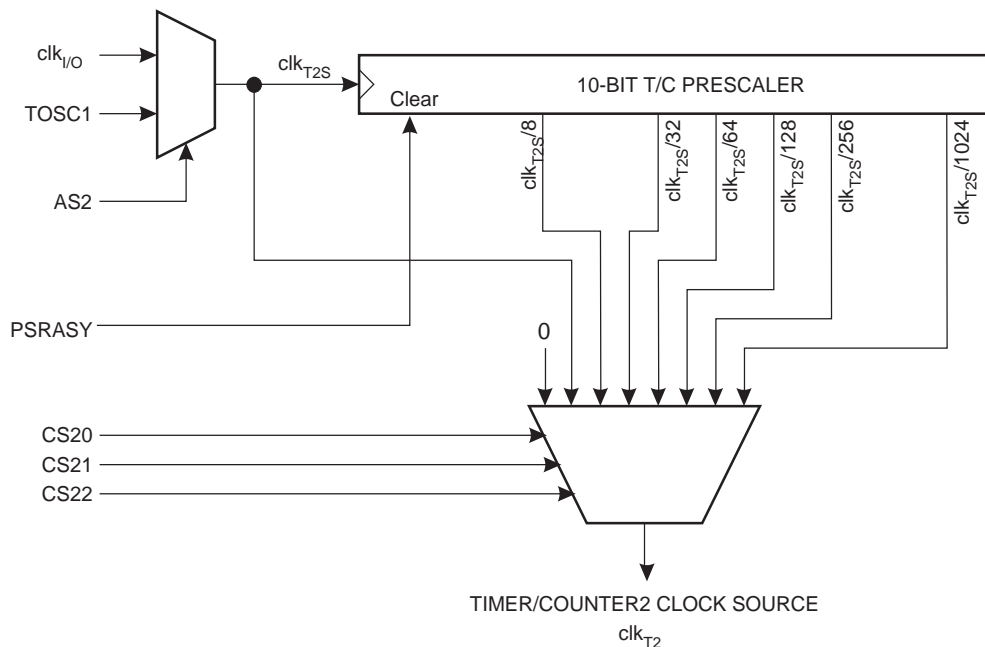 clkI/O
clkT2S
10-BIT T/C PRESCALER
TOSC1
Clear
clkT2S/8
clkT2S/32
clkT2S/64
clkT2S/128
clkT2S/256
clkT2S/1024
AS2
PSRASY
0
CS20
CS21
CS22
TIMER/COUNTER2 CLOCK SOURCE
clkT2